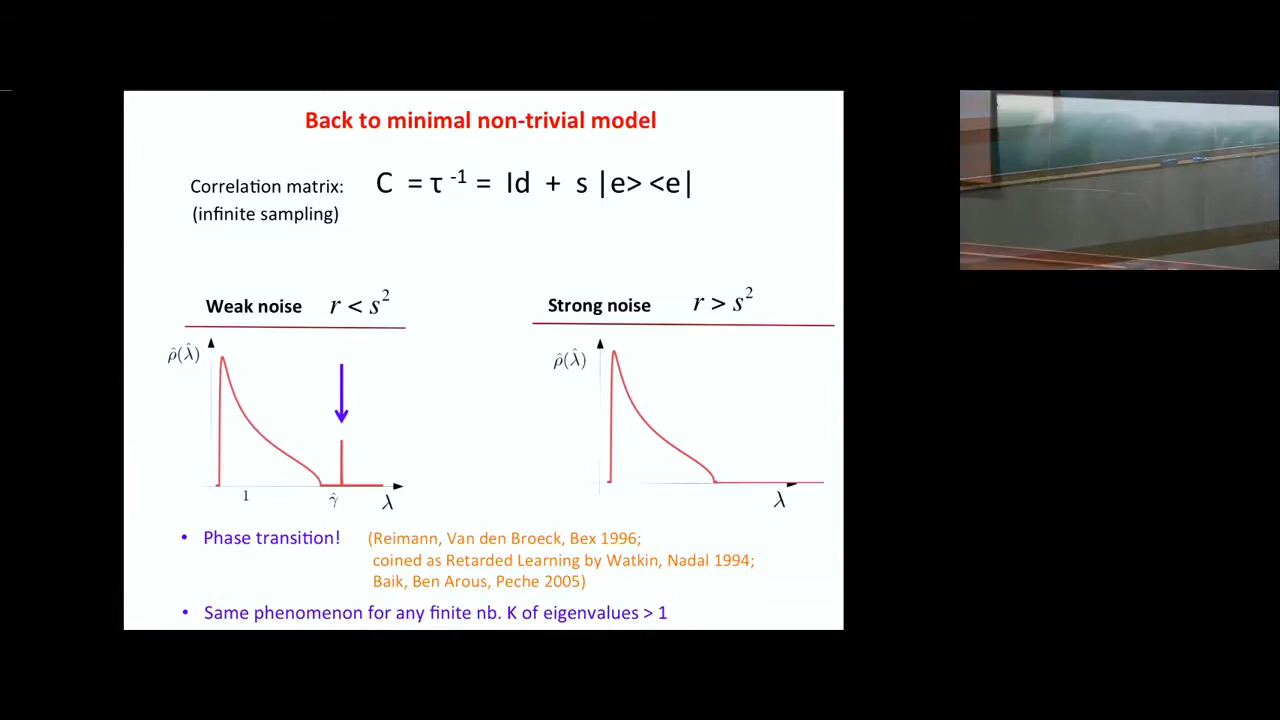 Back to minimal non-trivial model
Correlation matrix: C = τ⁻¹ = Id + s |e> <e|
(infinite sampling)
Weak noise r < s²
Strong noise r > s²
ρ̂(λ̂)
ρ̂(λ̂)
1 γ̂ λ
λ
• Phase transition! (Reimann, Van den Broeck, Bex 1996;
coined as Retarded Learning by Watkin, Nadal 1994;
Baik, Ben Arous, Peche 2005)
• Same phenomenon for any finite nb. K of eigenvalues > 1